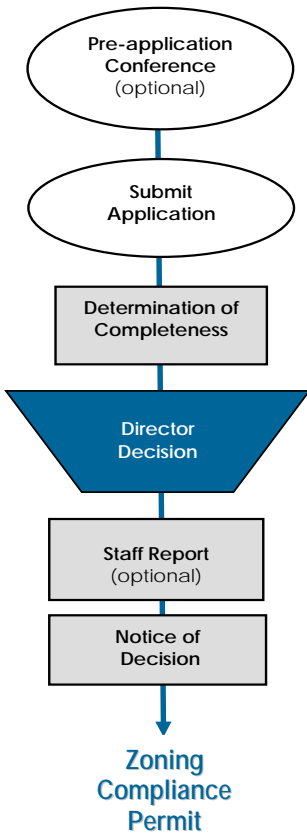 Pre-application
Conference
(optional)
Submit
Application
Determination of
Completeness
Director
Decision
Staff Report
(optional)
Notice of
Decision
Zoning
Compliance
Permit